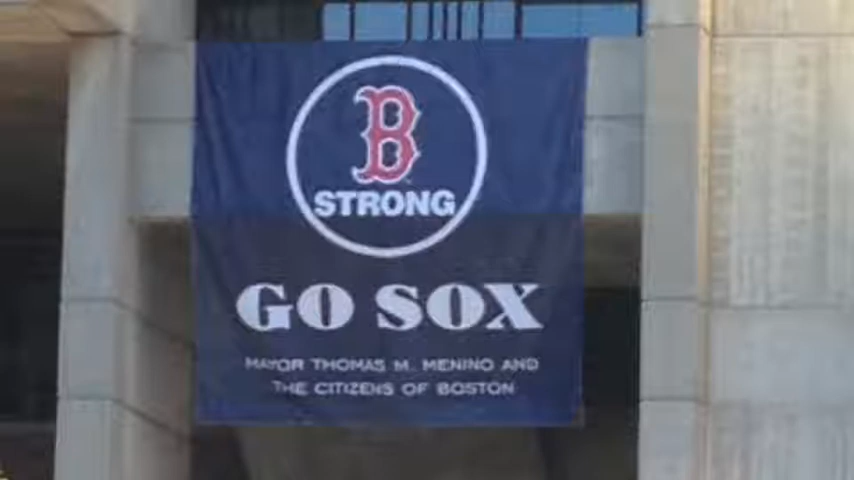 B
STRONG
GO SOX
MAYOR THOMAS M. MENINO AND
THE CITIZENS OF BOSTON